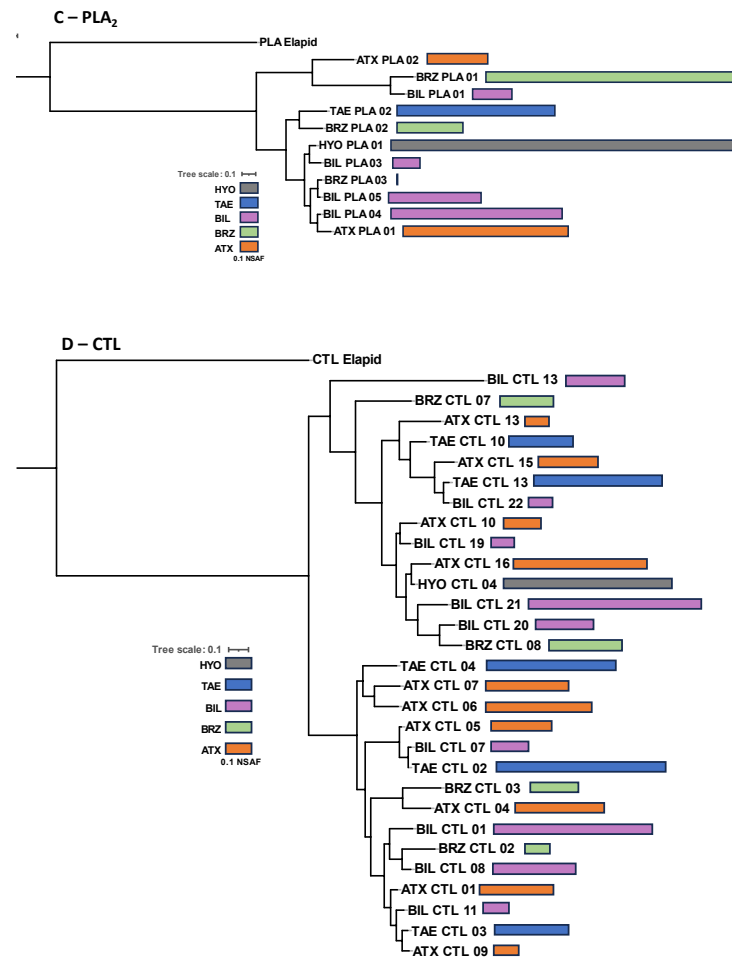 C – PLA₂
PLA Elapid
ATX PLA 02
BRZ PLA 01
BIL PLA 01
TAE PLA 02
BRZ PLA 02
HYO PLA 01
BIL PLA 03
BRZ PLA 03
BIL PLA 05
BIL PLA 04
ATX PLA 01
Tree scale: 0.1
HYO
TAE
BIL
BRZ
ATX
0.1 NSAF
D – CTL
CTL Elapid
BIL CTL 13
BRZ CTL 07
ATX CTL 13
TAE CTL 10
ATX CTL 15
TAE CTL 13
BIL CTL 22
ATX CTL 10
BIL CTL 19
ATX CTL 16
HYO CTL 04
BIL CTL 21
BIL CTL 20
BRZ CTL 08
TAE CTL 04
ATX CTL 07
ATX CTL 06
ATX CTL 05
BIL CTL 07
TAE CTL 02
BRZ CTL 03
ATX CTL 04
BIL CTL 01
BRZ CTL 02
BIL CTL 08
ATX CTL 01
BIL CTL 11
TAE CTL 03
ATX CTL 09
Tree scale: 0.1
HYO
TAE
BIL
BRZ
ATX
0.1 NSAF